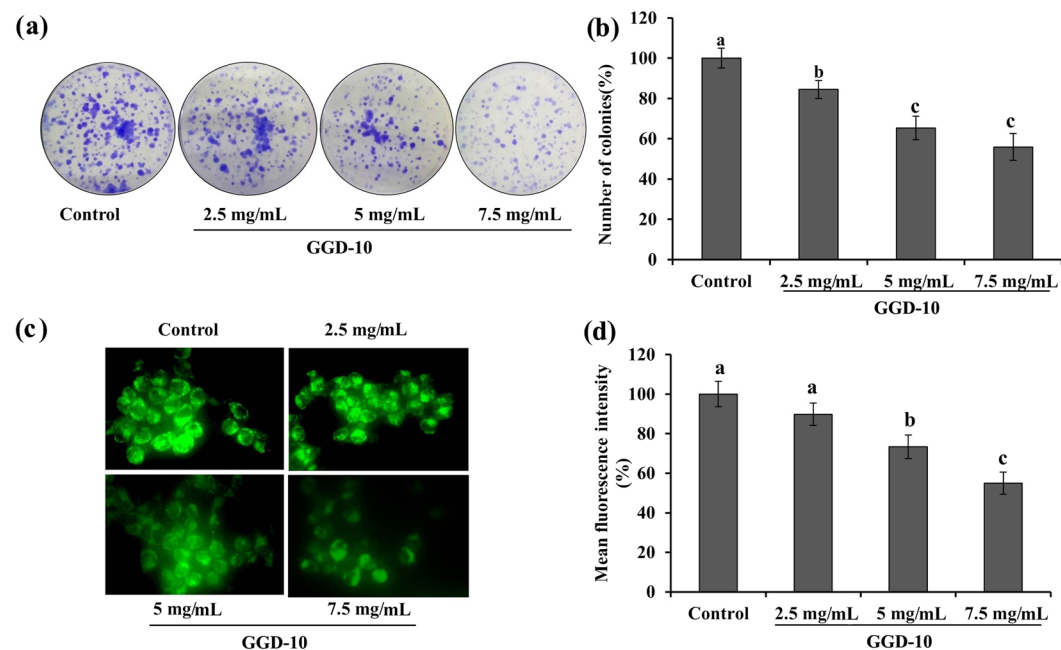 (a)
Control
2.5 mg/mL
5 mg/mL
7.5 mg/mL
GGD-10
(b)
Number of colonies(%)
120
100
80
60
40
20
0
a
b
c
c
Control
2.5 mg/mL
5 mg/mL
7.5 mg/mL
GGD-10
(c)
Control
2.5 mg/mL
5 mg/mL
7.5 mg/mL
GGD-10
(d)
Mean fluorescence intensity
(%)
120
100
80
60
40
20
0
a
a
b
c
Control
2.5 mg/mL
5 mg/mL
7.5 mg/mL
GGD-10